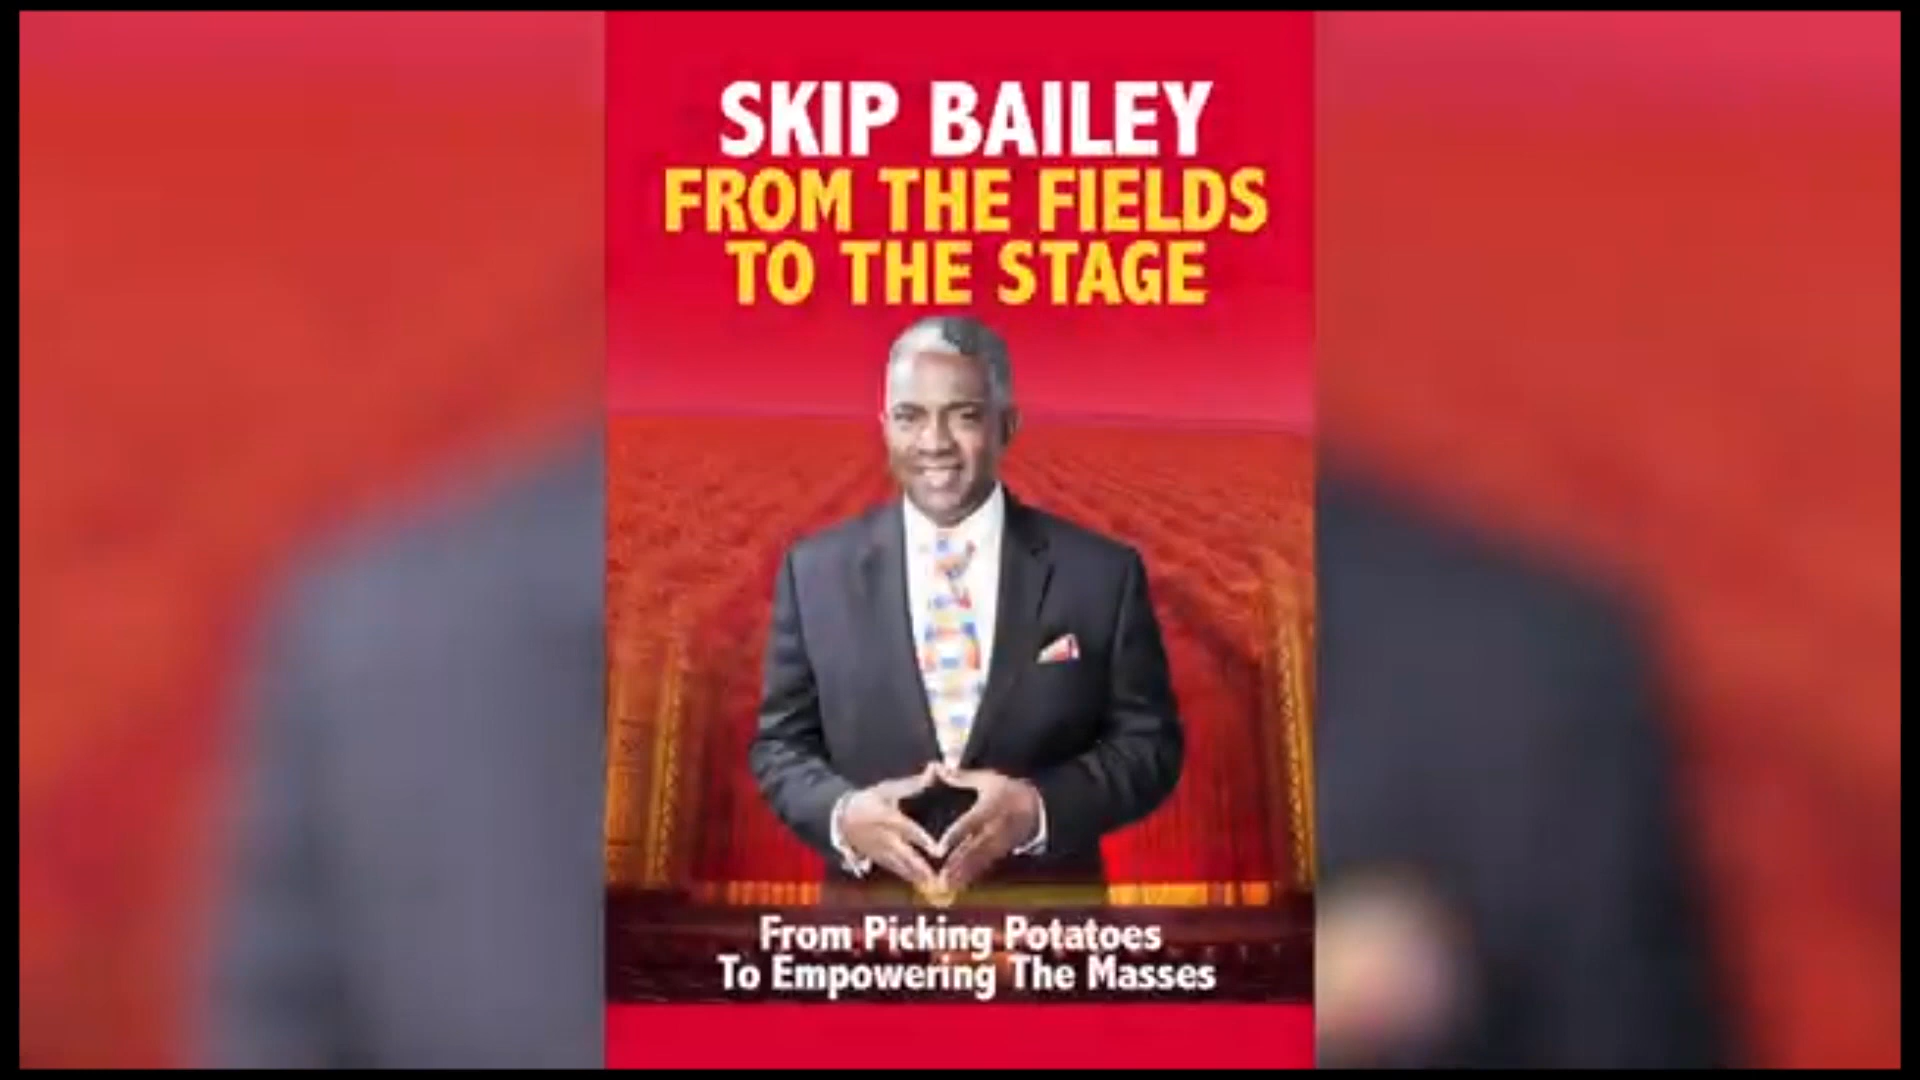 SKIP BAILEY
FROM THE FIELDS
TO THE STAGE
From Picking Potatoes
To Empowering The Masses